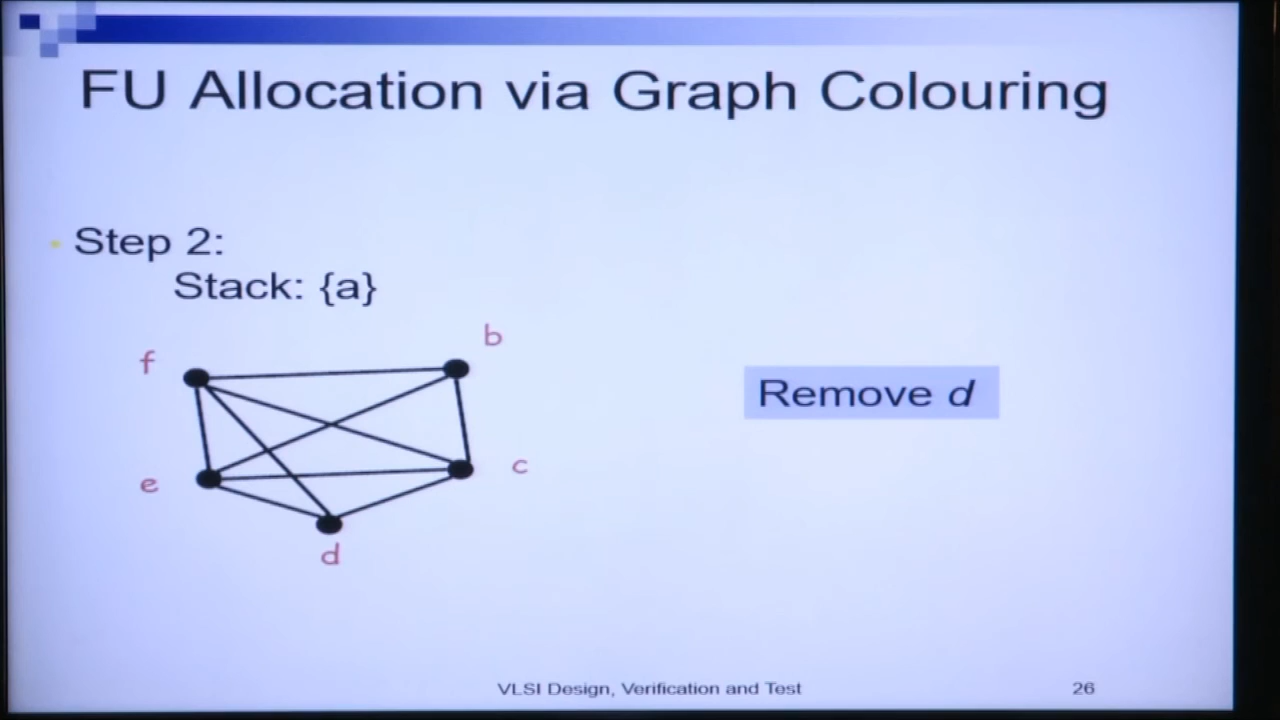 FU Allocation via Graph Colouring
Step 2:
Stack: {a}
b
f
Remove d
c
e
d
VLSI Design, Verification and Test
26